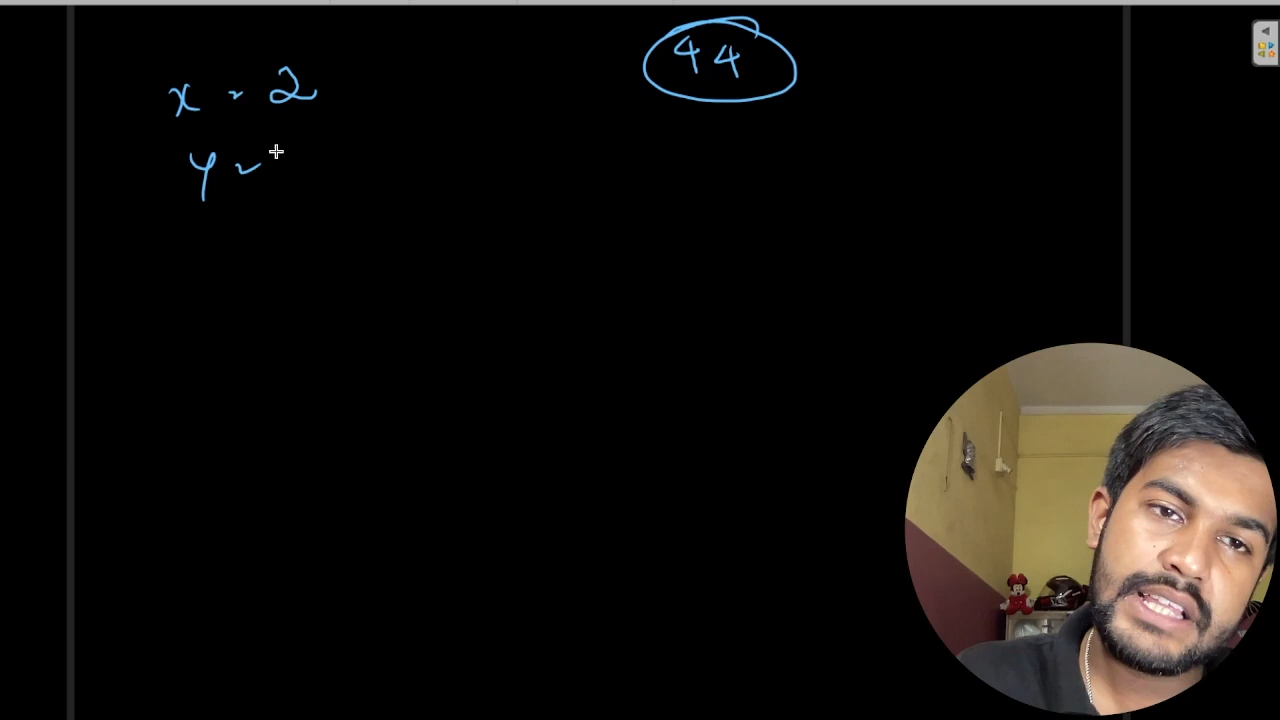 44
x = 2
y =